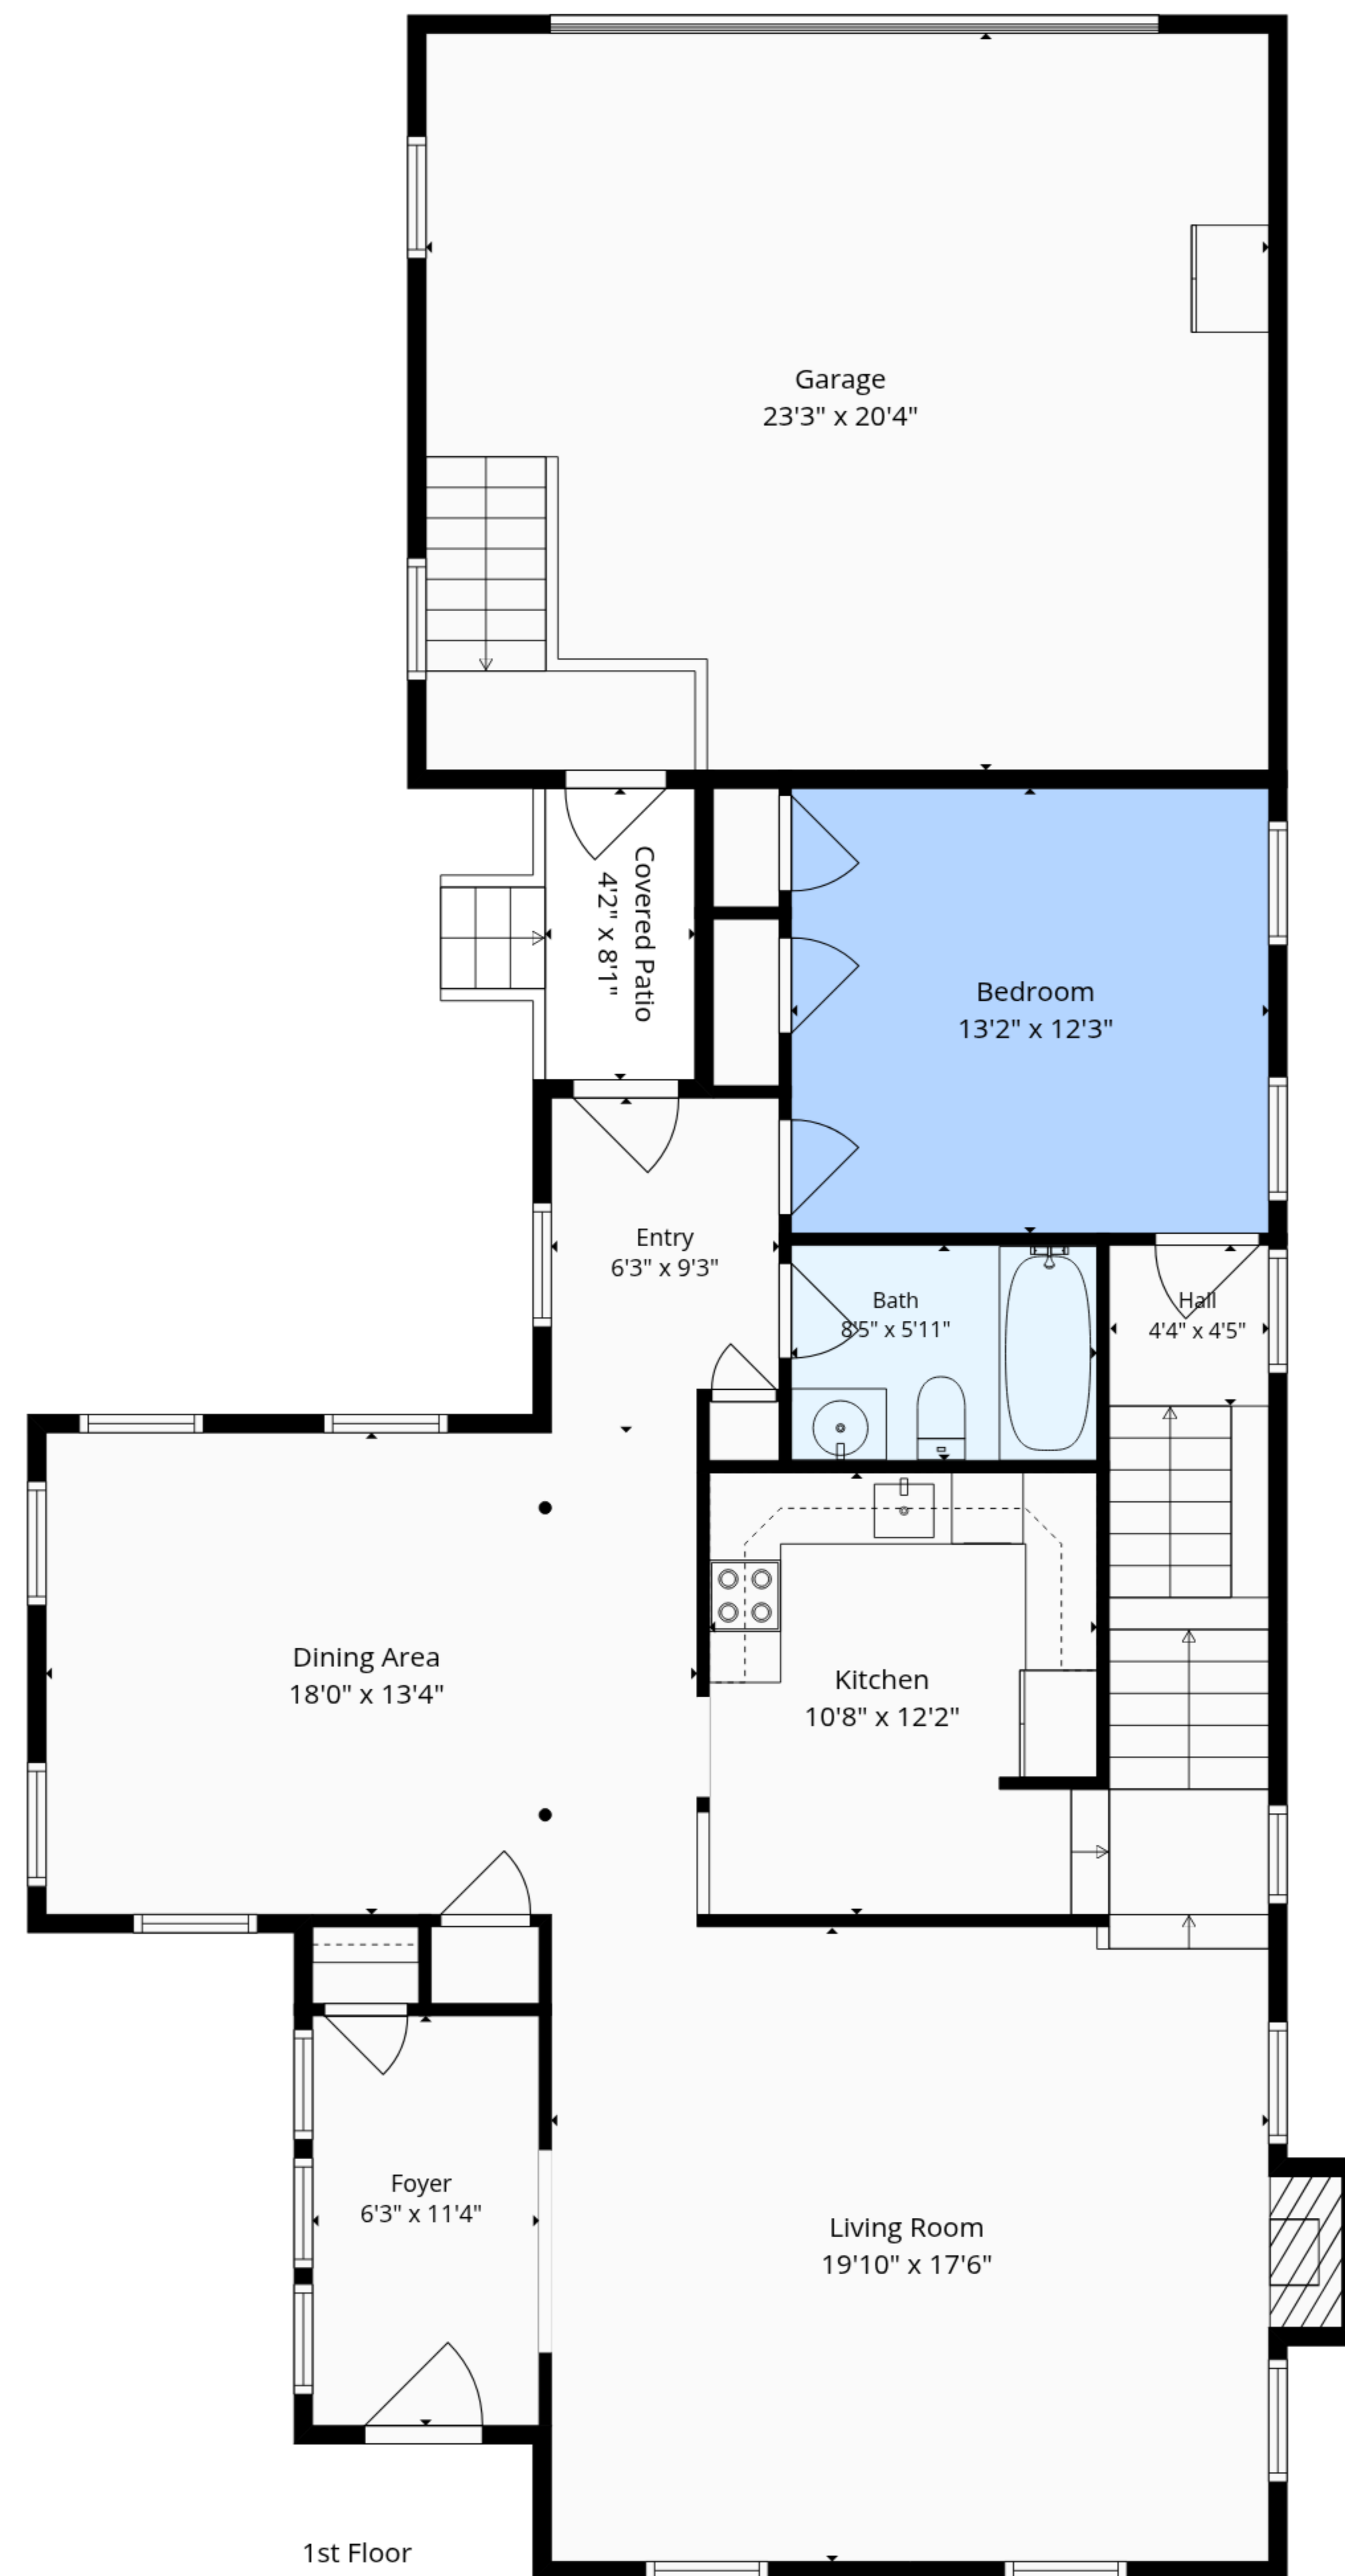 Garage
23'3" x 20'4"
Covered Patio
4'2" x 8'1"
Bedroom
13'2" x 12'3"
Entry
6'3" x 9'3"
Bath
8'5" x 5'11"
Hall
4'4" x 4'5"
Dining Area
18'0" x 13'4"
Kitchen
10'8" x 12'2"
Foyer
6'3" x 11'4"
Living Room
19'10" x 17'6"
1st Floor